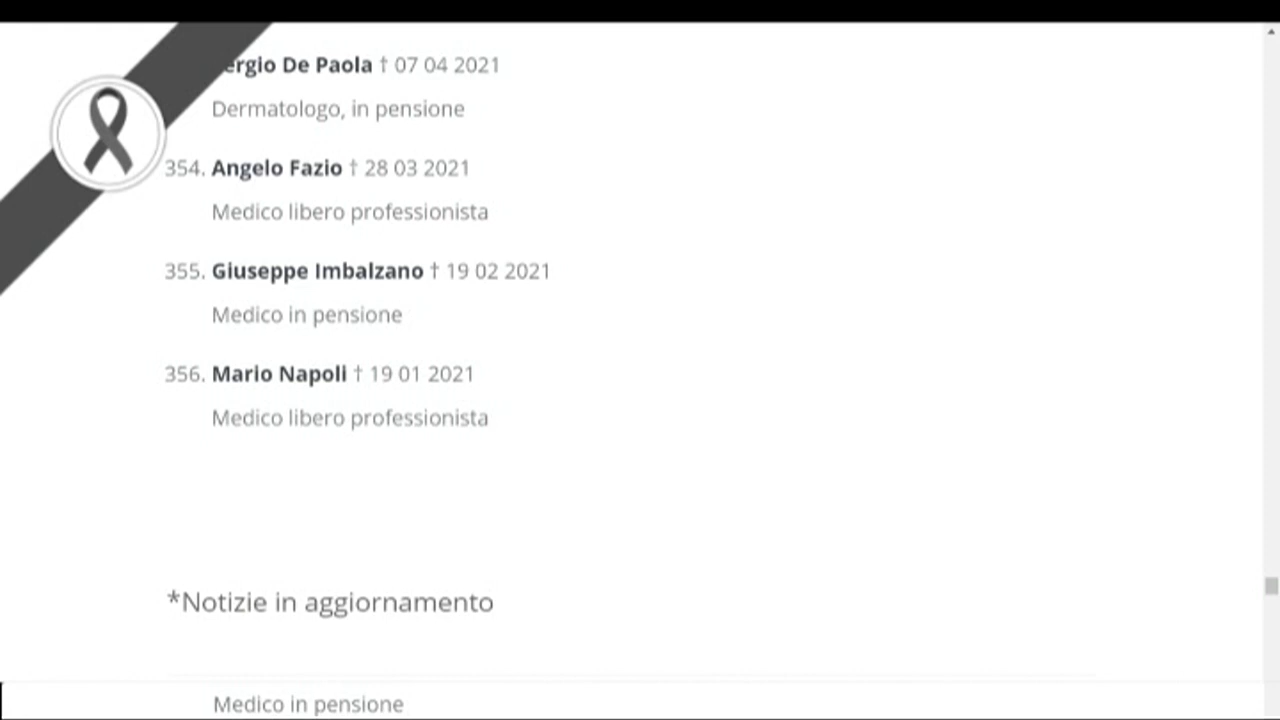 ergio De Paola † 07 04 2021
Dermatologo, in pensione
354. Angelo Fazio † 28 03 2021
Medico libero professionista
355. Giuseppe Imbalzano † 19 02 2021
Medico in pensione
356. Mario Napoli † 19 01 2021
Medico libero professionista
*Notizie in aggiornamento
Medico in pensione